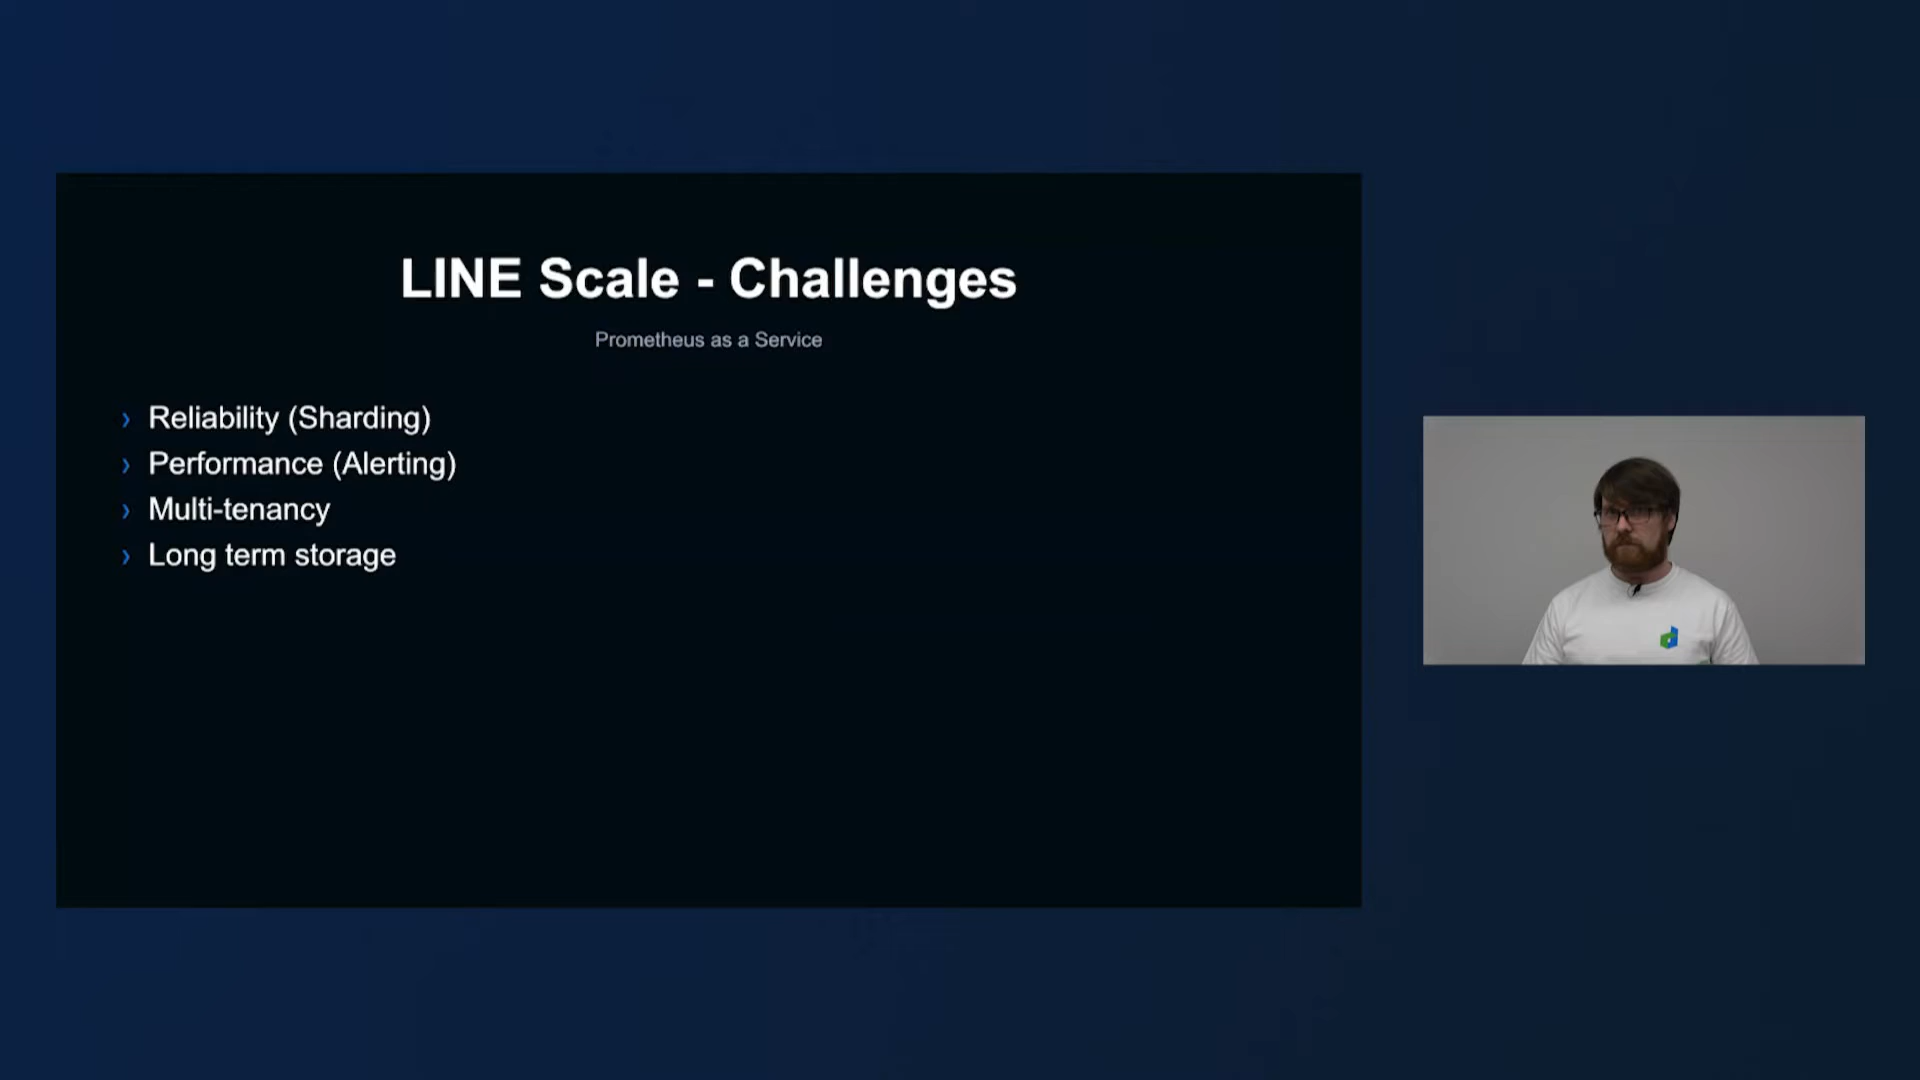 LINE Scale - Challenges
Prometheus as a Service
› Reliability (Sharding)
› Performance (Alerting)
› Multi-tenancy
› Long term storage